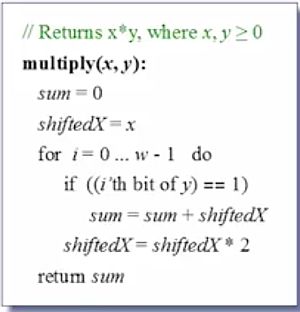 // Returns x*y, where x, y ≥ 0
multiply(x, y):
sum = 0
shiftedX = x
for i = 0 ... w - 1 do
if ((i'th bit of y) == 1)
sum = sum + shiftedX
shiftedX = shiftedX * 2
return sum